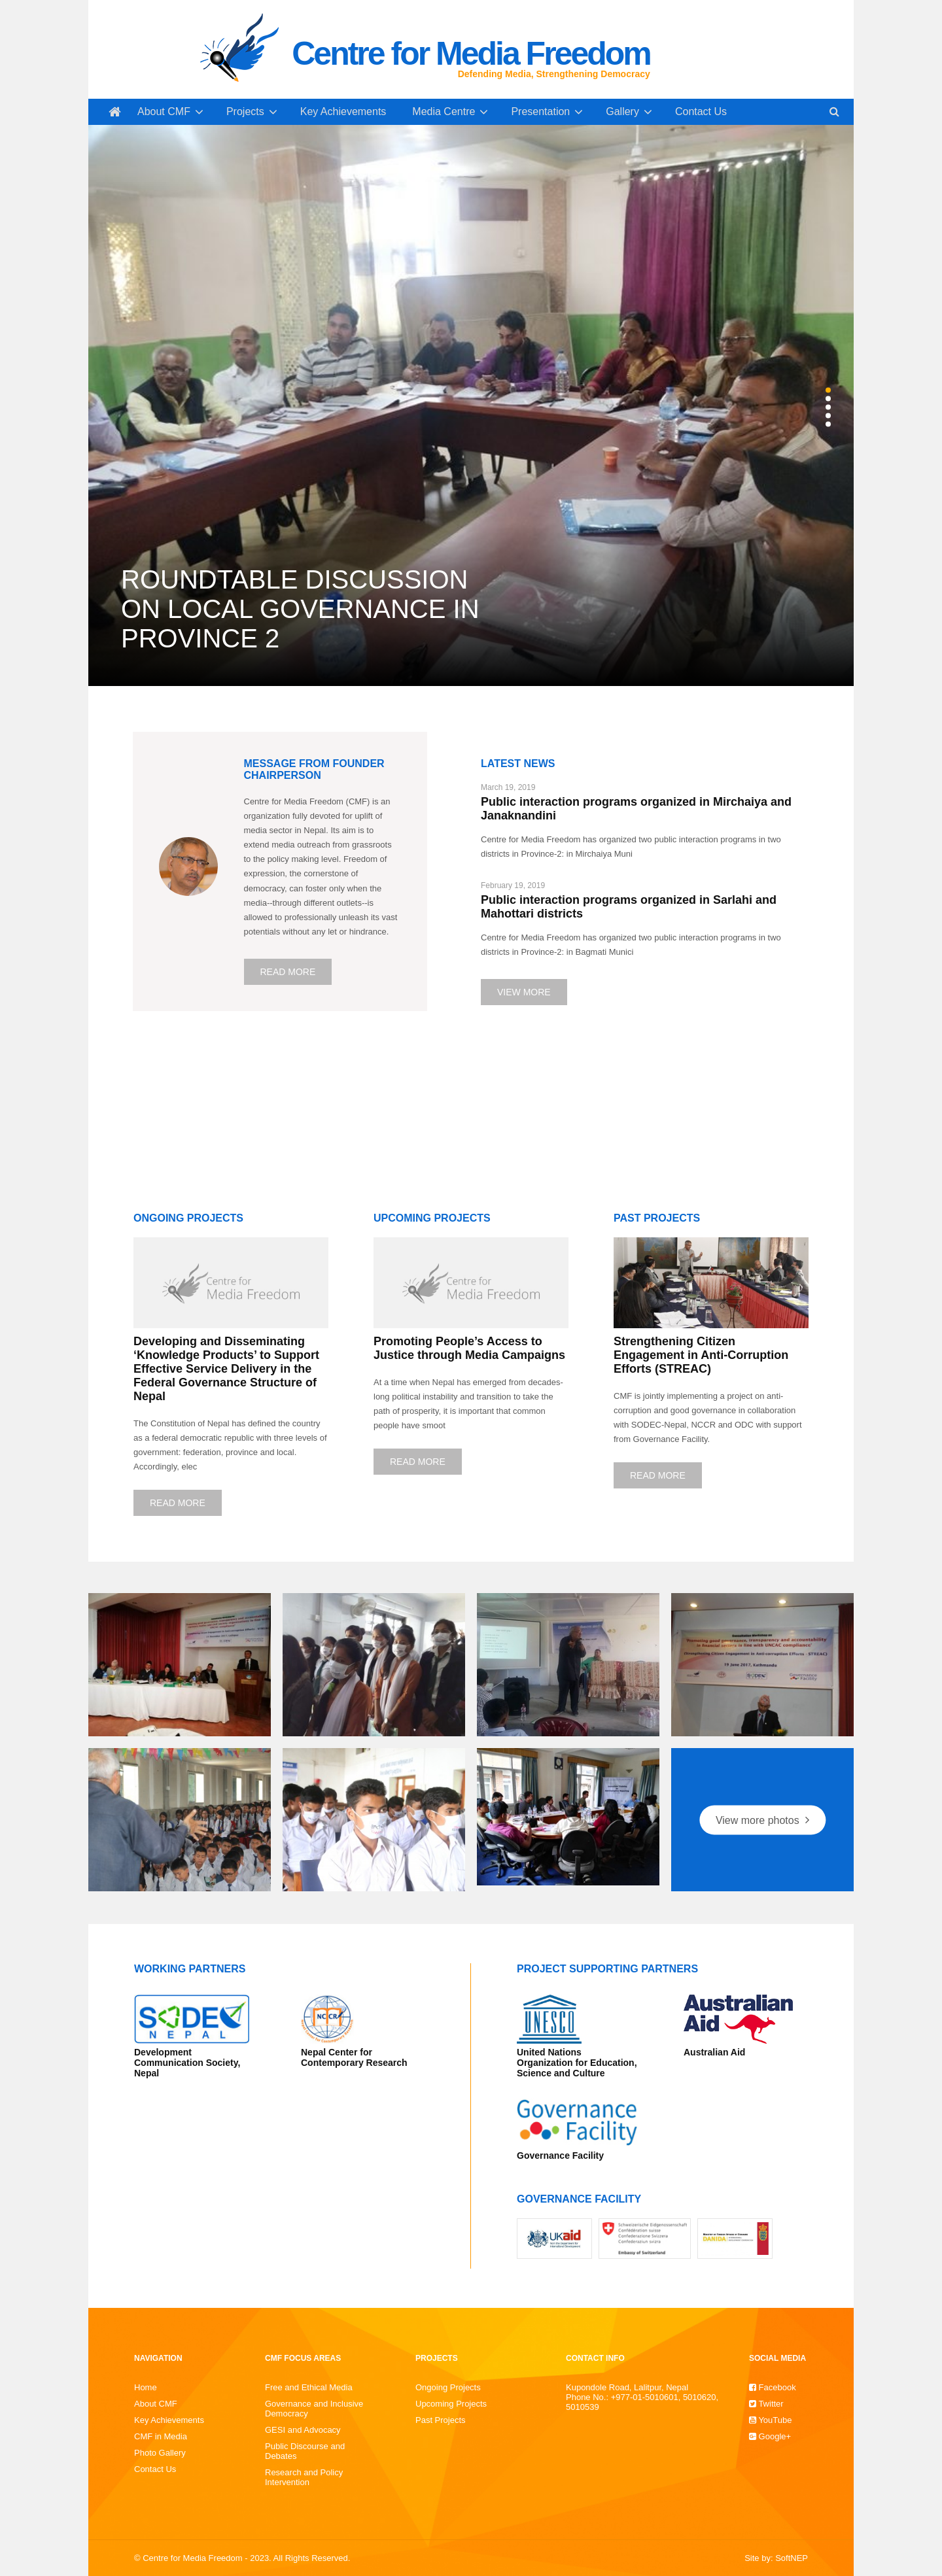 Centre for Media Freedom
Defending Media, Strengthening Democracy
About CMF
Projects
Key Achievements
Media Centre
Presentation
Gallery
Contact Us
ROUNDTABLE DISCUSSION
ON LOCAL GOVERNANCE IN
PROVINCE 2
MESSAGE FROM FOUNDER
CHAIRPERSON
Centre for Media Freedom (CMF) is an
organization fully devoted for uplift of
media sector in Nepal. Its aim is to
extend media outreach from grassroots
to the policy making level. Freedom of
expression, the cornerstone of
democracy, can foster only when the
media--through different outlets--is
allowed to professionally unleash its vast
potentials without any let or hindrance.
READ MORE
LATEST NEWS
March 19, 2019
Public interaction programs organized in Mirchaiya and
Janaknandini
Centre for Media Freedom has organized two public interaction programs in two
districts in Province-2: in Mirchaiya Muni
February 19, 2019
Public interaction programs organized in Sarlahi and
Mahottari districts
Centre for Media Freedom has organized two public interaction programs in two
districts in Province-2: in Bagmati Munici
VIEW MORE
ONGOING PROJECTS
Centre for
Media Freedom
Developing and Disseminating
‘Knowledge Products’ to Support
Effective Service Delivery in the
Federal Governance Structure of
Nepal
The Constitution of Nepal has defined the country
as a federal democratic republic with three levels of
government: federation, province and local.
Accordingly, elec
READ MORE
UPCOMING PROJECTS
Centre for
Media Freedom
Promoting People’s Access to
Justice through Media Campaigns
At a time when Nepal has emerged from decades-
long political instability and transition to take the
path of prosperity, it is important that common
people have smoot
READ MORE
PAST PROJECTS
Strengthening Citizen
Engagement in Anti-Corruption
Efforts (STREAC)
CMF is jointly implementing a project on anti-
corruption and good governance in collaboration
with SODEC-Nepal, NCCR and ODC with support
from Governance Facility.
READ MORE
View more photos
WORKING PARTNERS
SODEC
NEPAL
Development
Communication Society,
Nepal
NCCR
Nepal Center for
Contemporary Research
PROJECT SUPPORTING PARTNERS
UNESCO
United Nations
Organization for Education,
Science and Culture
Australian
Aid
Australian Aid
Governance
Facility
Governance Facility
GOVERNANCE FACILITY
UKaid
Schweizerische Eidgenossenschaft
Confédération suisse
Confederazione Svizzera
Confederaziun svizra
Embassy of Switzerland
DANIDA
NAVIGATION
Home
About CMF
Key Achievements
CMF in Media
Photo Gallery
Contact Us
CMF FOCUS AREAS
Free and Ethical Media
Governance and Inclusive
Democracy
GESI and Advocacy
Public Discourse and
Debates
Research and Policy
Intervention
PROJECTS
Ongoing Projects
Upcoming Projects
Past Projects
CONTACT INFO
Kupondole Road, Lalitpur, Nepal
Phone No.: +977-01-5010601, 5010620,
5010539
SOCIAL MEDIA
Facebook
Twitter
YouTube
Google+
© Centre for Media Freedom - 2023. All Rights Reserved.
Site by: SoftNEP